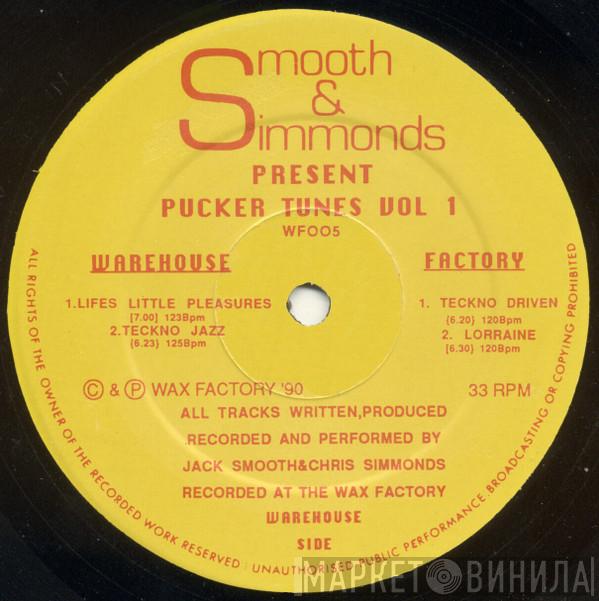 Smooth
&
Simmonds
PRESENT
PUCKER TUNES VOL 1
WFOO5
WAREHOUSE
1.LIFES LITTLE PLEASURES
[7.00] 123Bpm
2.TECKNO JAZZ
{6.23} 125Bpm
FACTORY
1. TECKNO DRIVEN
{6.20} 120Bpm
2. LORRAINE
[6.30} 120Bpm
© & ℗ WAX FACTORY '90
33 RPM
ALL TRACKS WRITTEN,PRODUCED
.RECORDED AND PERFORMED BY
JACK SMOOTH&CHRIS SIMMONDS
RECORDED AT THE WAX FACTORY
WAREHOUSE
SIDE
ALL RIGHTS OF THE OWNER OF THE RECORDED WORK RESERVED : UNAUTHORISED PUBLIC PERFORMANCE.BROADCASTING OR COPYING PROHIBITED
МАРКЕТ ВИНИЛА